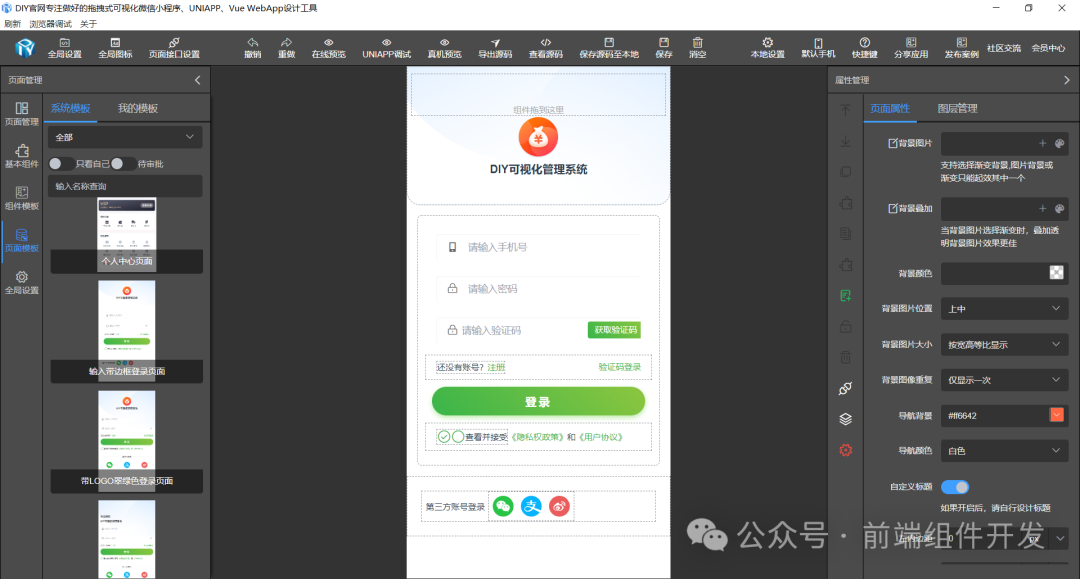 DIY官网专注做好的拖拽式可视化微信小程序、UNIAPP、Vue WebApp设计工具
刷新 浏览器调试 关于
全局设置 全局图标 页面接口设置 撤销 重做 在线预览 UNIAPP调试 真机预览 导出源码 查看源码 保存源码至本地 保存 清空 本地设置 默认手机 快捷键 分享应用 发布案例 社区交流 会员中心
页面管理
页面管理
基本组件
组件模板
页面模板
全局设置
系统模板 我的模板
全部
只看自己 待审批
输入名称查询
个人中心页面
输入带边框登录页面
带LOGO翠绿色登录页面
组件拖到这里
DIY可视化管理系统
请输入手机号
请输入密码
请输入验证码 获取验证码
还没有账号？注册 验证码登录
登录
查看并接受《隐私权政策》和《用户协议》
第三方账号登录
属性管理
页面属性 图层管理
背景图片
支持选择渐变背景,图片背景或
渐变只能起效其中一个
背景叠加
当背景图片选择渐变时，叠加透
明背景图片效果更佳
背景颜色
背景图片位置 上中
背景图片大小 按宽高等比显示
背景图像重复 仅显示一次
导航背景 #ff6642
导航颜色 白色
自定义标题
如果开启后，请自行设计标题
0 px
公众号 · 前端组件开发